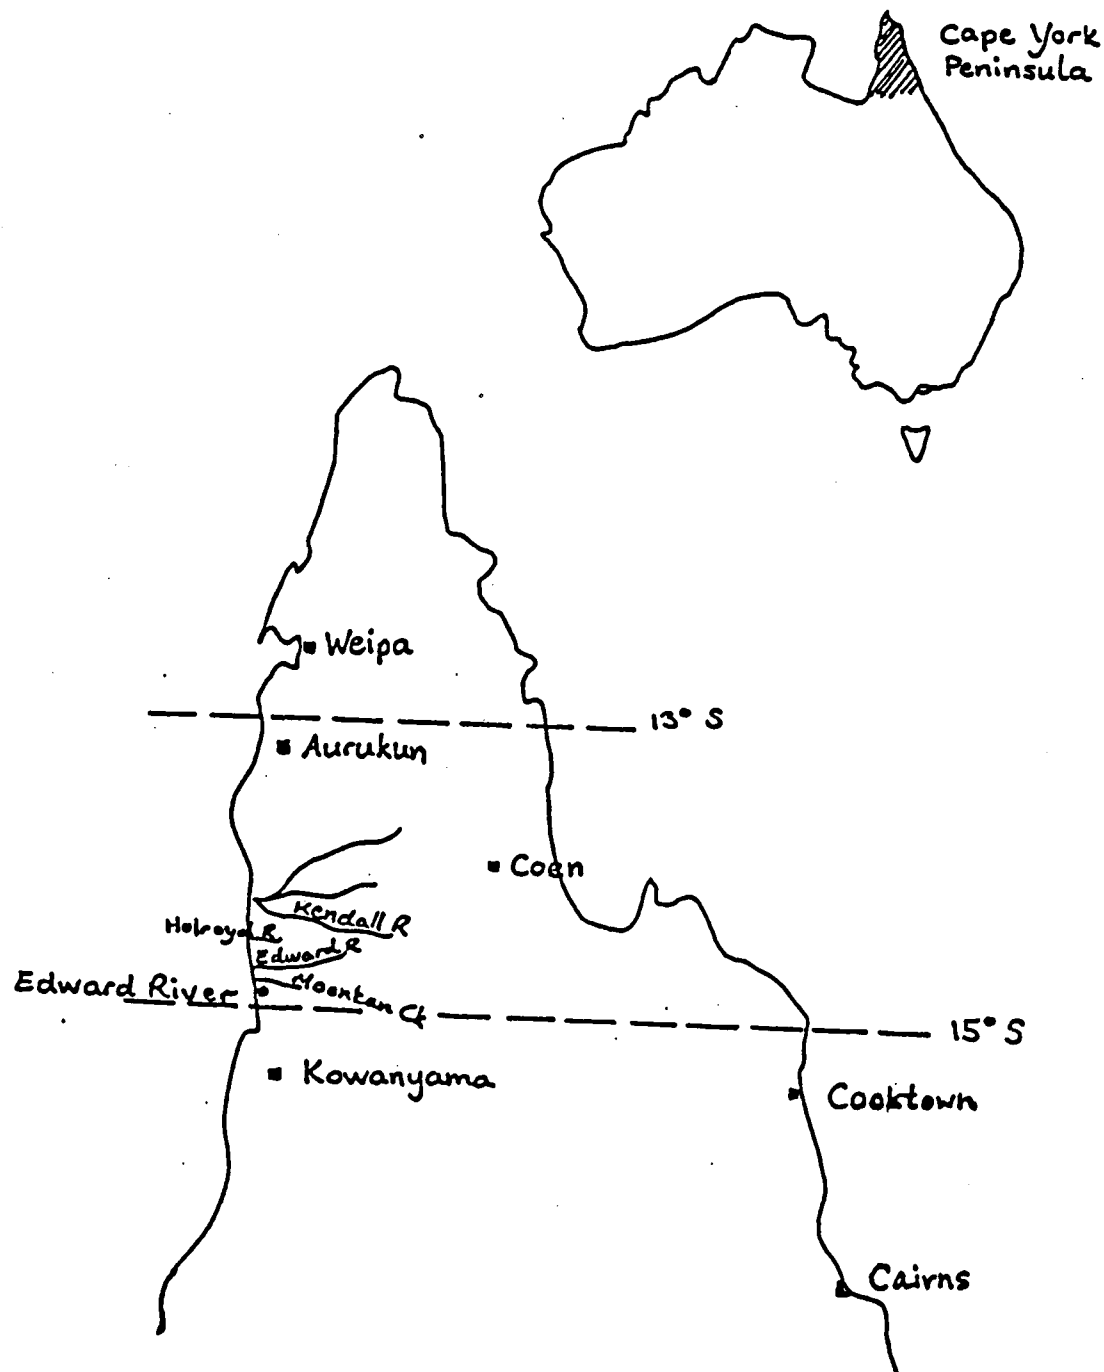 Cape York
Peninsula
Weipa
13° S
Aurukun
Coen
Kendall R
Holroyd R
Edward R
Edward River
Moonkan Ck
15° S
Kowanyama
Cooktown
Cairns